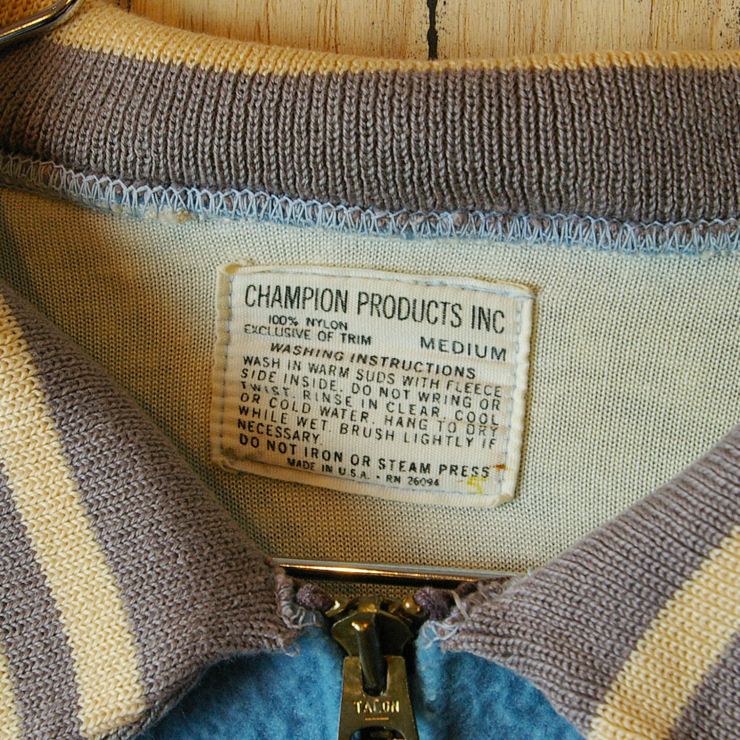 CHAMPION PRODUCTS INC
100% NYLON
EXCLUSIVE OF TRIM MEDIUM
WASHING INSTRUCTIONS
WASH IN WARM SUDS WITH FLEECE
SIDE INSIDE. DO NOT WRING OR
TWIST. RINSE IN CLEAR, COOL
OR COLD WATER. HANG TO DRY
WHILE WET. BRUSH LIGHTLY IF
NECESSARY.
DO NOT IRON OR STEAM PRESS
MADE IN U.S.A. • RN 26094
TALON